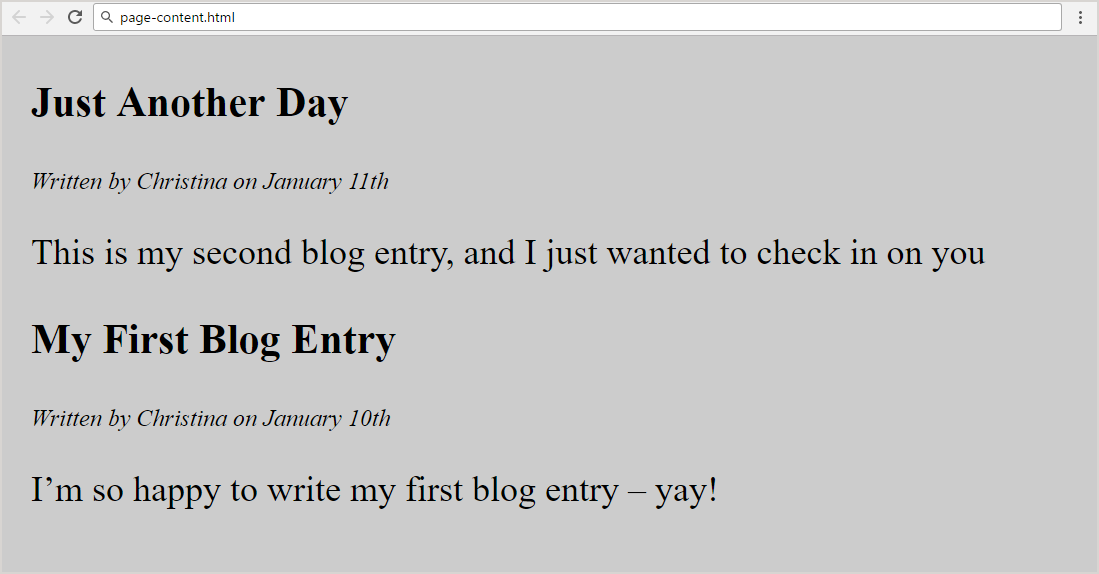 page-content.html
Just Another Day
Written by Christina on January 11th
This is my second blog entry, and I just wanted to check in on you
My First Blog Entry
Written by Christina on January 10th
I’m so happy to write my first blog entry – yay!